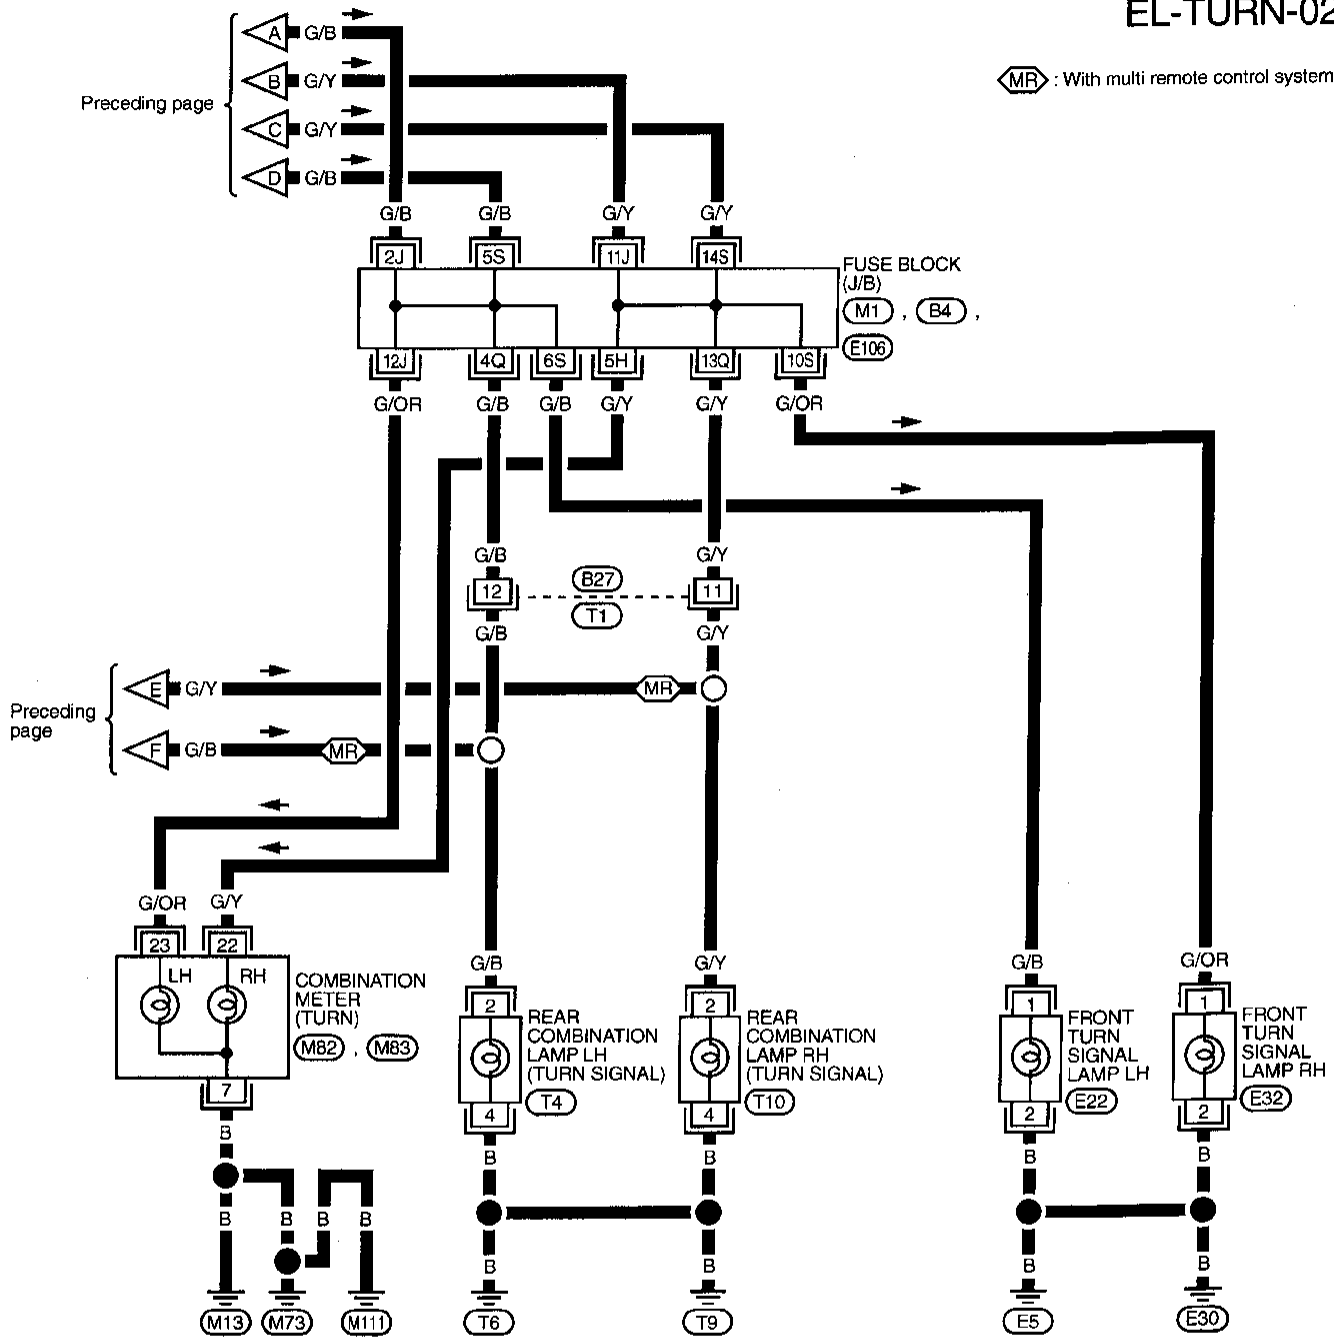 EL-TURN-02
MR : With multi remote control system
Preceding page
A G/B
B G/Y
C G/Y
D G/B
G/B G/B G/Y G/Y
2J 5S 11J 14S
FUSE BLOCK
(J/B)
M1 , B4 ,
E106
12J 4Q 6S 5H 13Q 10S
G/OR G/B G/B G/Y G/Y G/OR
G/B G/Y
12 B27 11
T1
G/B G/Y
Preceding
page
E G/Y MR
F G/B MR
G/OR G/Y
23 22
LH RH
COMBINATION
METER
(TURN)
M82 , M83
7
G/B
2
REAR
COMBINATION
LAMP LH
(TURN SIGNAL)
T4
4
G/Y
2
REAR
COMBINATION
LAMP RH
(TURN SIGNAL)
T10
4
G/B
1
FRONT
TURN
SIGNAL
LAMP LH
E22
2
G/OR
1
FRONT
TURN
SIGNAL
LAMP RH
E32
2
B B B B B
B B B B
B B B B
M13 M73 M111 T6 T9 E5 E30